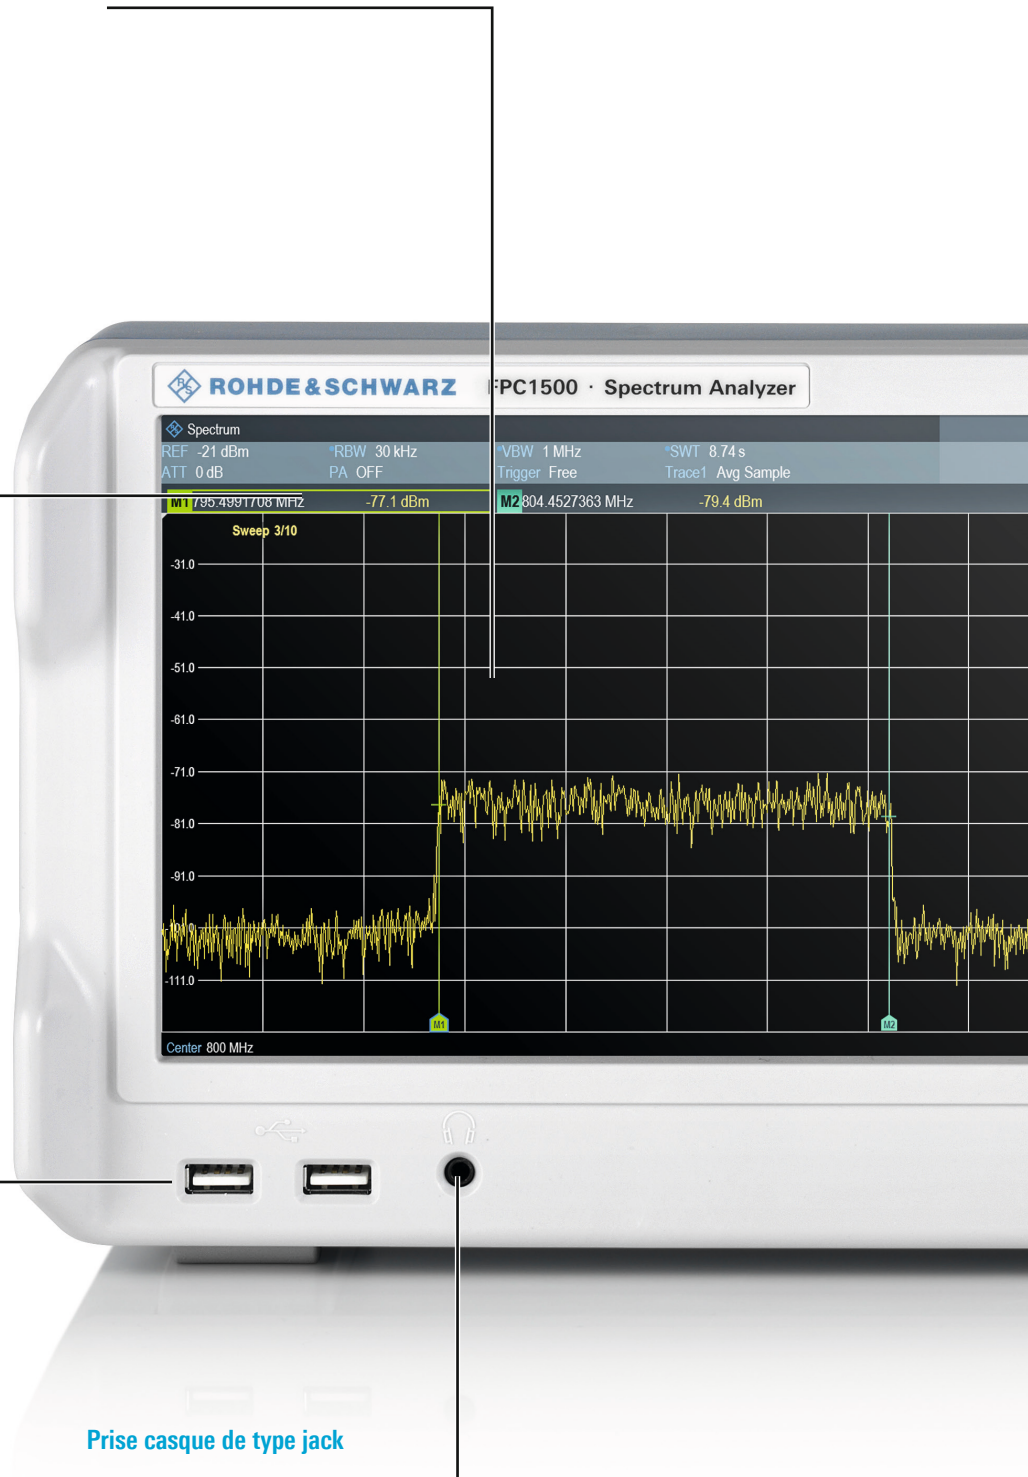 ROHDE&SCHWARZ FPC1500 · Spectrum Analyzer
Spectrum
REF -21 dBm °RBW 30 kHz °VBW 1 MHz °SWT 8.74 s
ATT 0 dB PA OFF Trigger Free Trace1 Avg Sample
M1 795.4991708 MHz -77.1 dBm M2 804.4527363 MHz -79.4 dBm
Sweep 3/10
-31.0
-41.0
-51.0
-61.0
-71.0
-81.0
-91.0
-111.0
M1 M2
Center 800 MHz
Prise casque de type jack